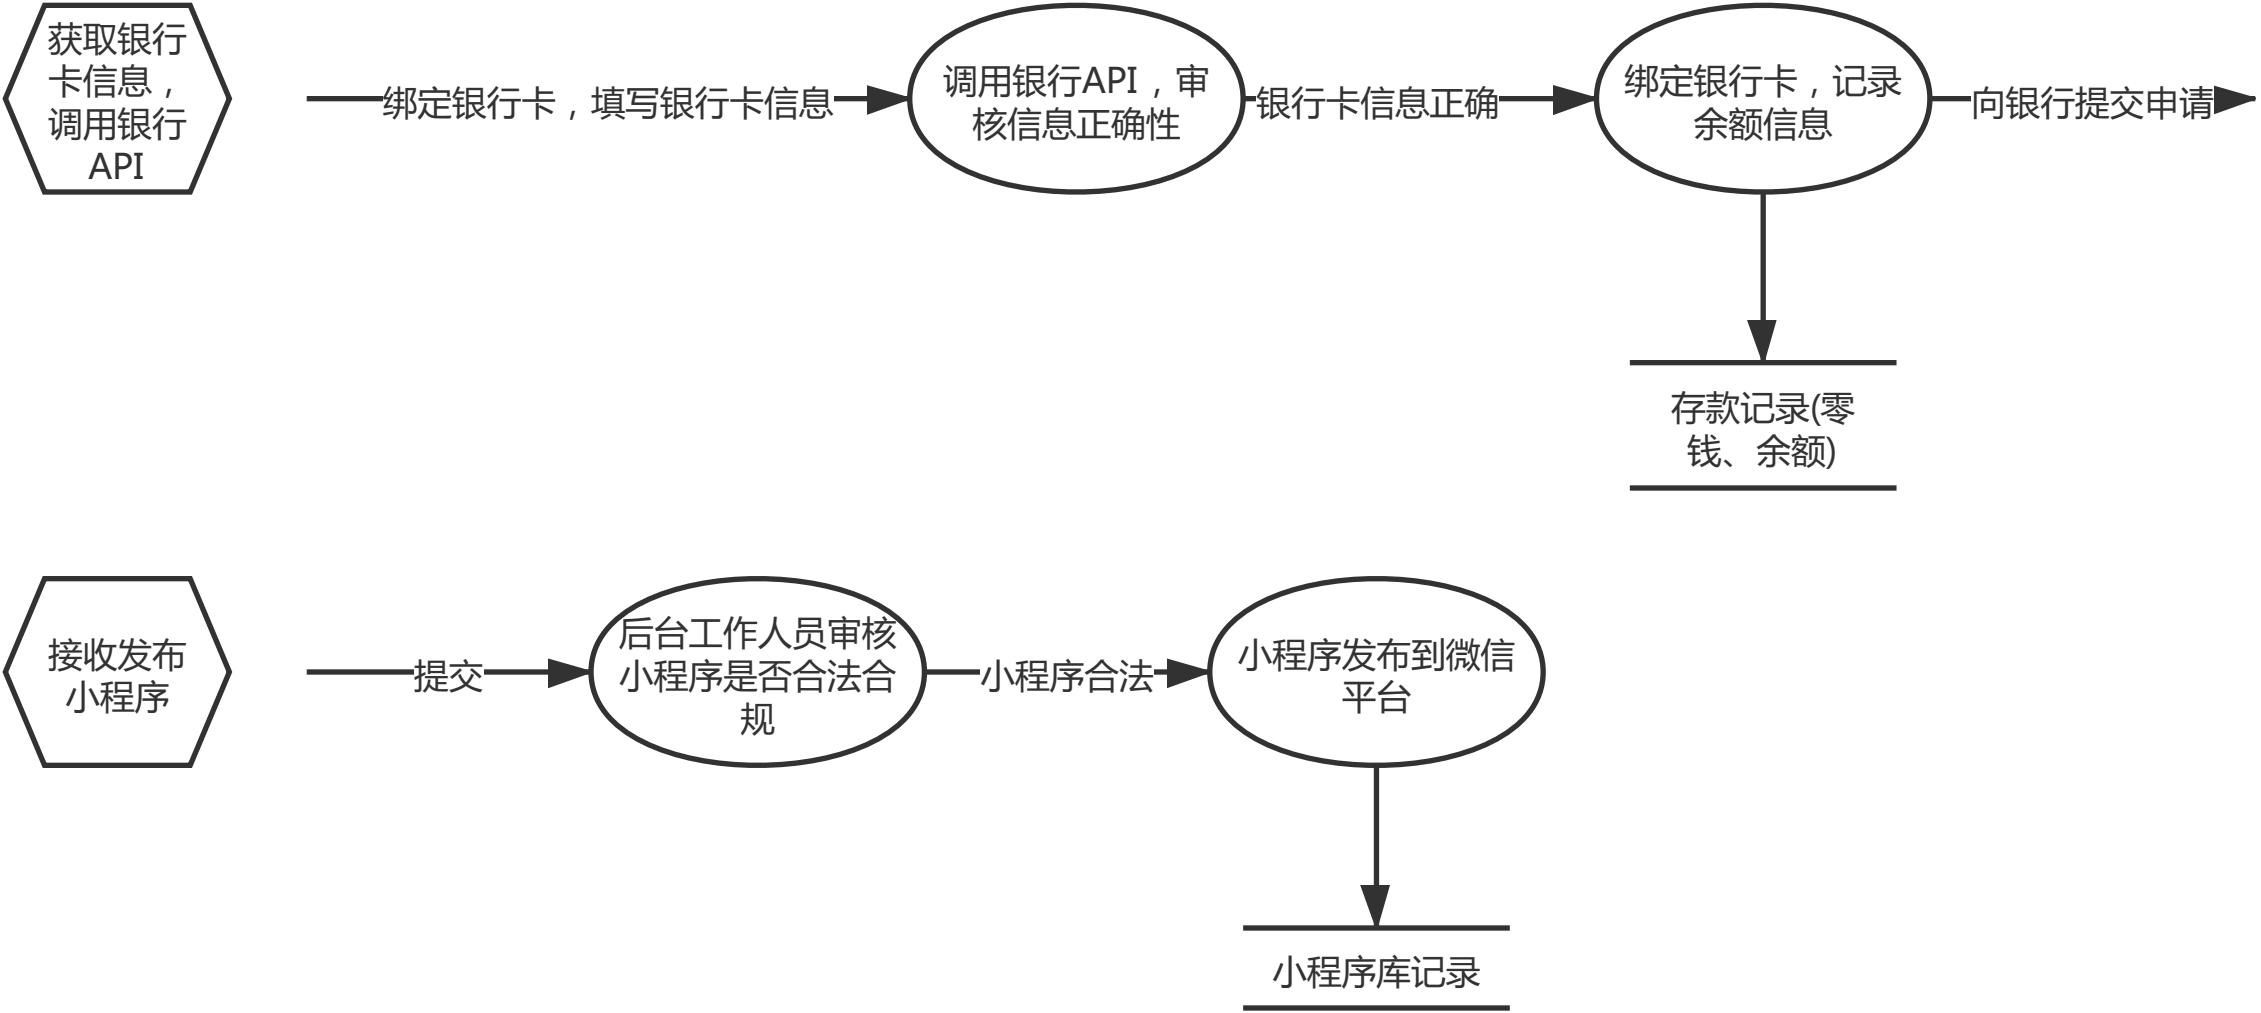 获取银行
卡信息，
调用银行
API
绑定银行卡，填写银行卡信息
调用银行API，审
核信息正确性
银行卡信息正确
绑定银行卡，记录
余额信息
向银行提交申请
存款记录(零
钱、余额)
接收发布
小程序
提交
后台工作人员审核
小程序是否合法合
规
小程序合法
小程序发布到微信
平台
小程序库记录